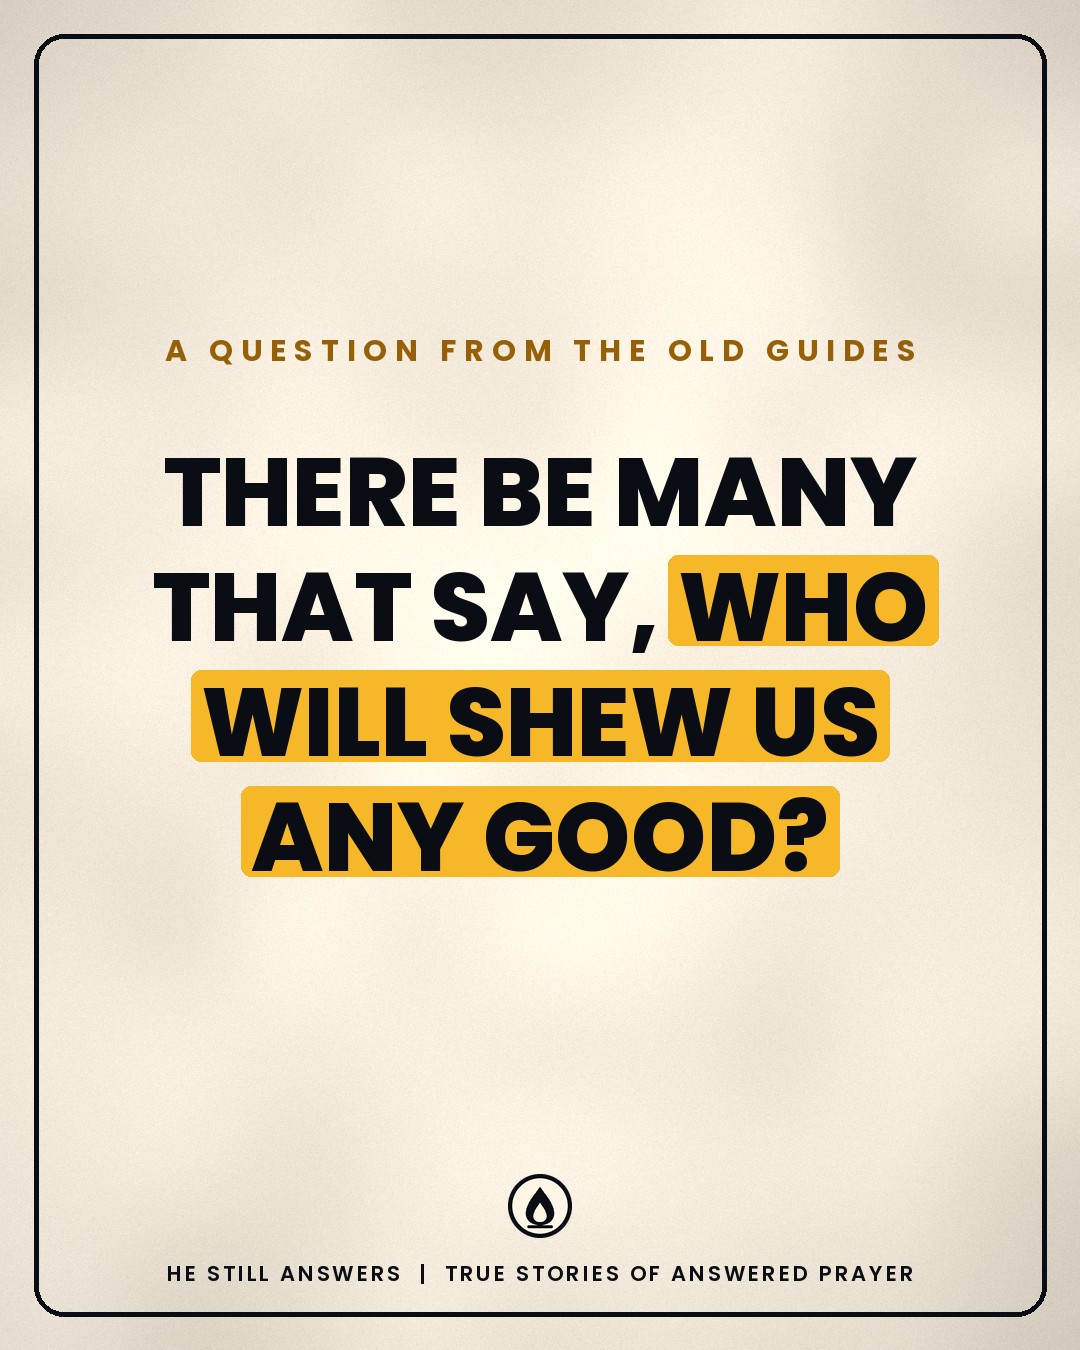 A QUESTION FROM THE OLD GUIDES
THERE BE MANY
THAT SAY, WHO
WILL SHEW US
ANY GOOD?
HE STILL ANSWERS | TRUE STORIES OF ANSWERED PRAYER